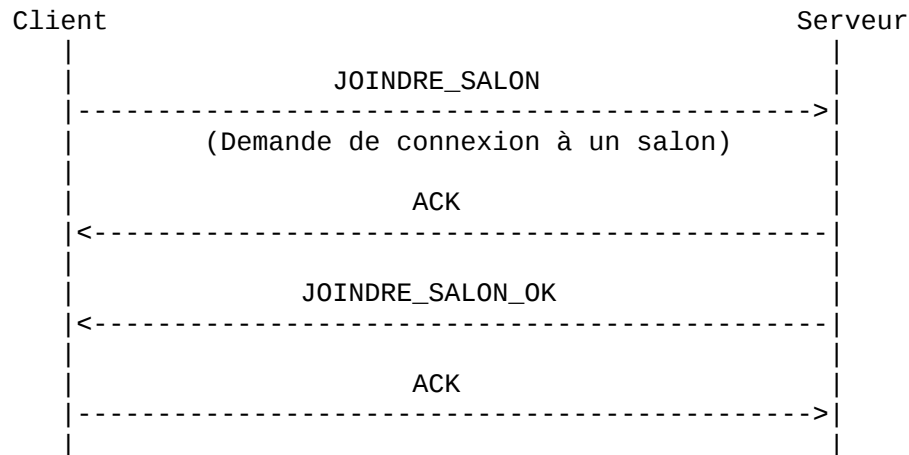 Client Serveur
JOINDRE_SALON
(Demande de connexion à un salon)
ACK
JOINDRE_SALON_OK
ACK